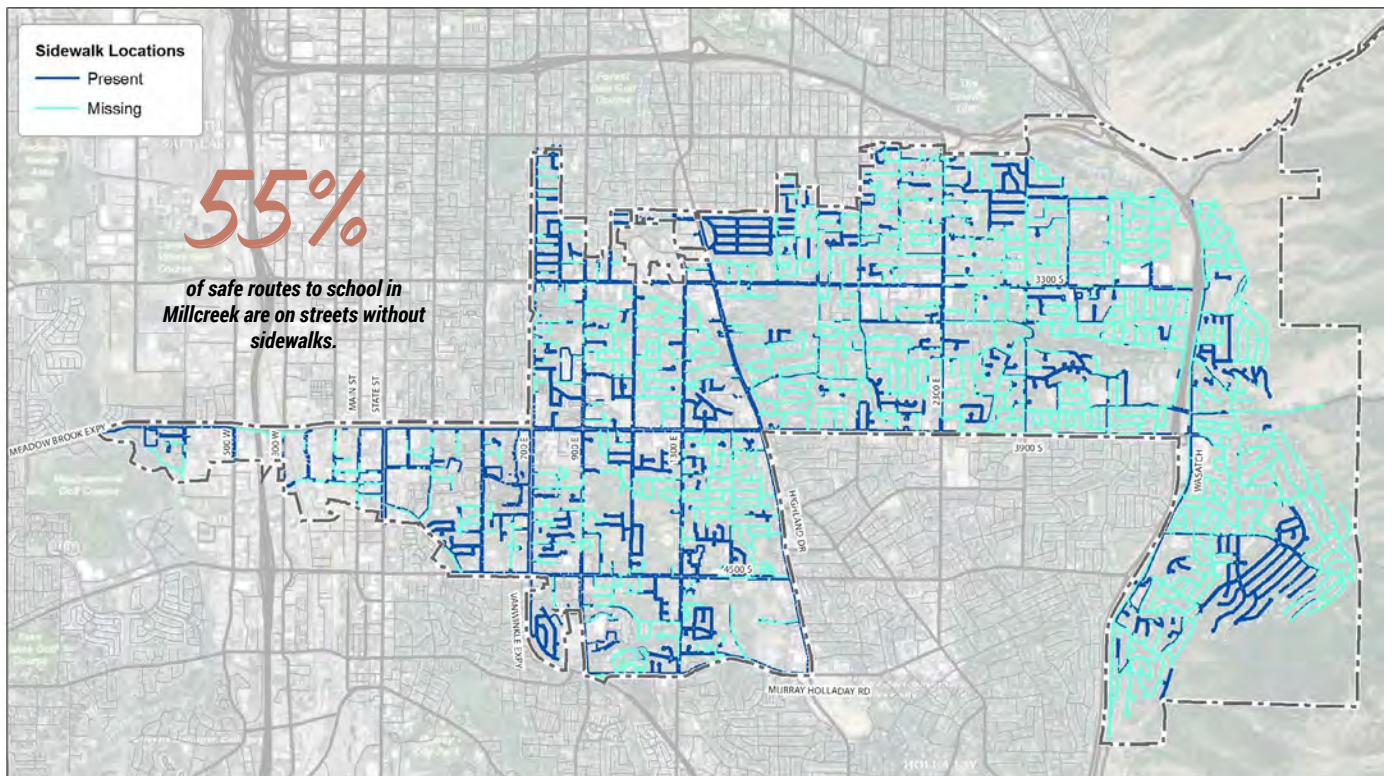 Sidewalk Locations
Present
Missing
55%
of safe routes to school in
Millcreek are on streets without
sidewalks.
MAIN ST
STATE ST
3300 S
2300 E
MEADOW BROOK EXPY
500 W
300 W
700 E
900 E
1300 E
3900 S
WASATCH
HIGHLAND DR
4500 S
VANWINKLE EXPY
MURRAY HOLLADAY RD